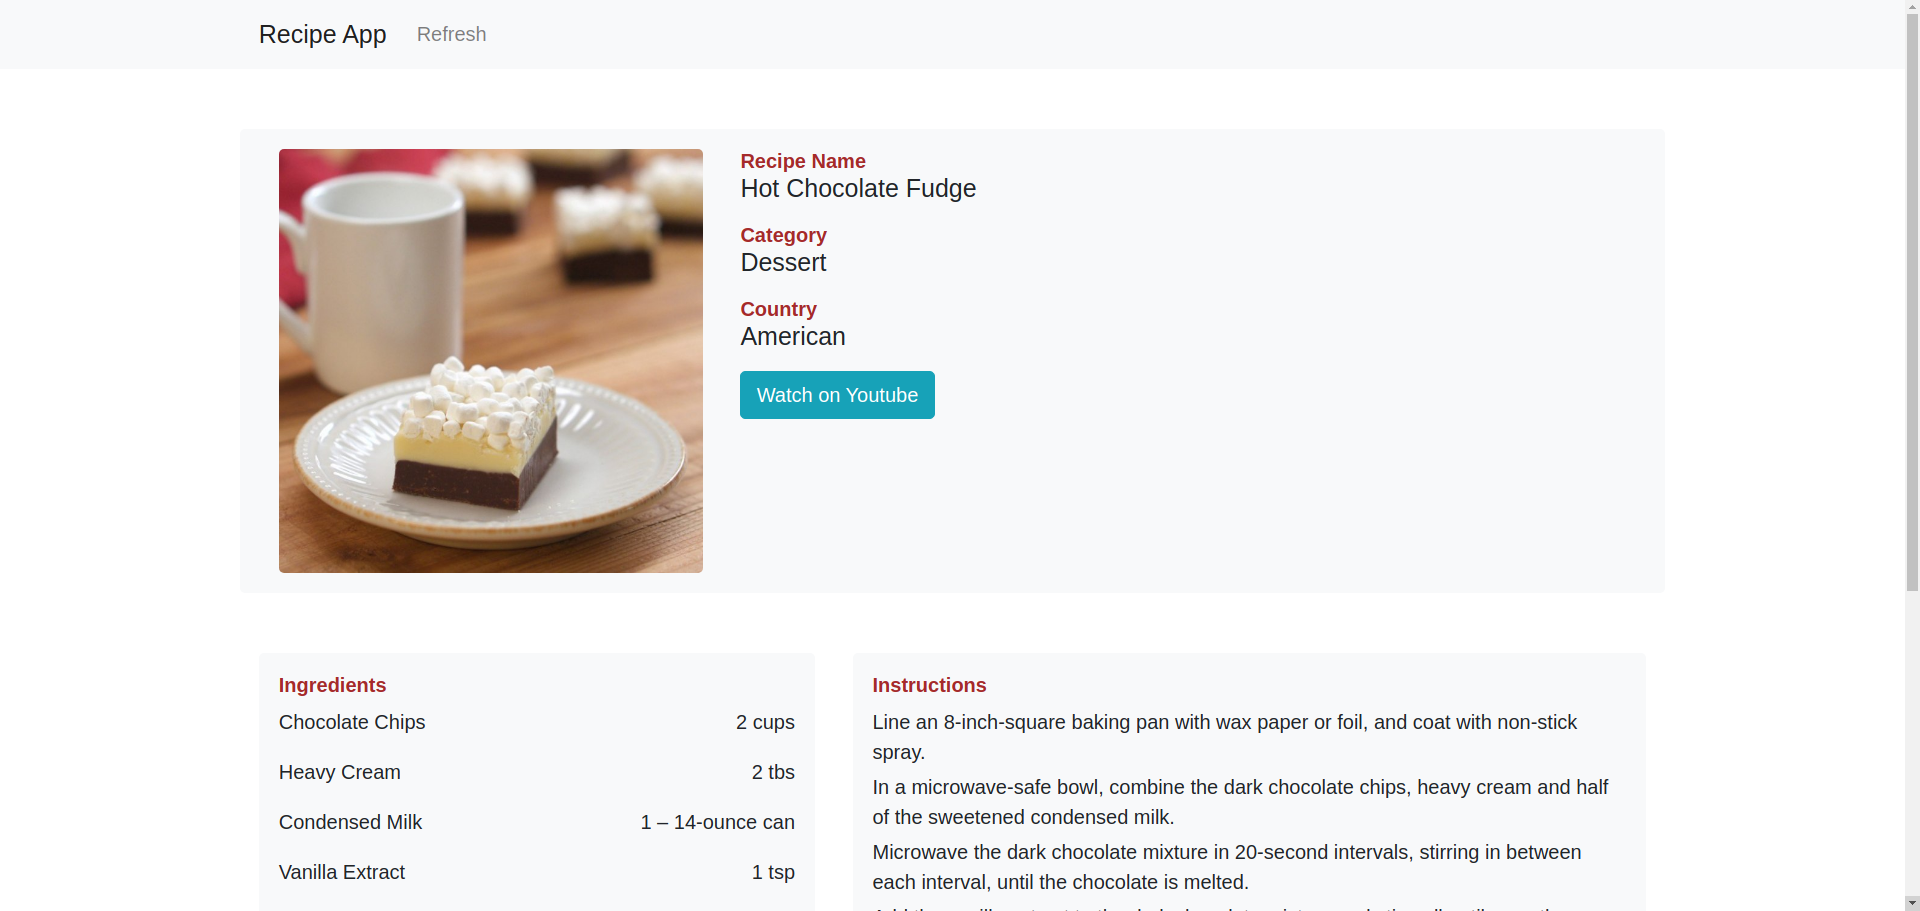 Recipe App
Refresh
Recipe Name
Hot Chocolate Fudge
Category
Dessert
Country
American
Watch on Youtube
Ingredients
Chocolate Chips 2 cups
Heavy Cream 2 tbs
Condensed Milk 1 – 14-ounce can
Vanilla Extract 1 tsp
Instructions
Line an 8-inch-square baking pan with wax paper or foil, and coat with non-stick
spray.
In a microwave-safe bowl, combine the dark chocolate chips, heavy cream and half
of the sweetened condensed milk.
Microwave the dark chocolate mixture in 20-second intervals, stirring in between
each interval, until the chocolate is melted.